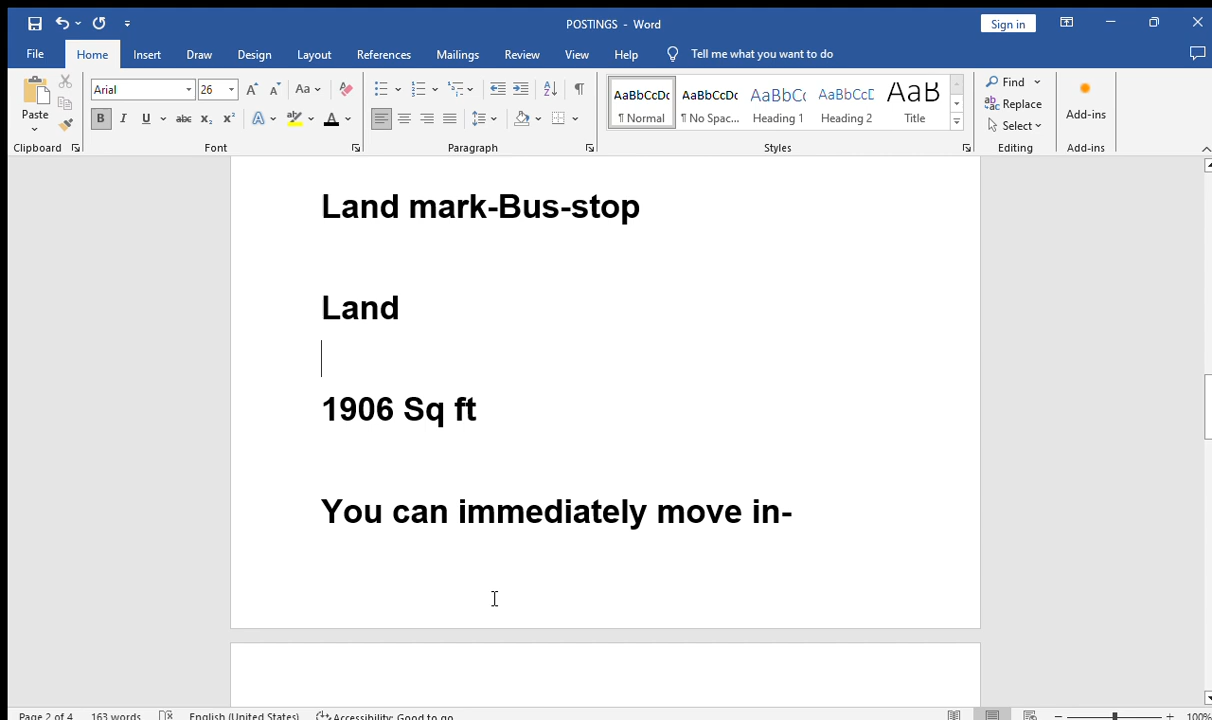 POSTINGS - Word
Sign in
File Home Insert Draw Design Layout References Mailings Review View Help Tell me what you want to do
Paste
Arial 26
Find
Replace
Select
Add-ins
AaBbCcDc AaBbCcDc AaBbCc AaBbCcD AaB
¶ Normal ¶ No Spac... Heading 1 Heading 2 Title
Clipboard Font Paragraph Styles Editing Add-ins
Land mark-Bus-stop
Land
1906 Sq ft
You can immediately move in-
Page 2 of 4 163 words English (United States) Accessibility: Good to go 100%